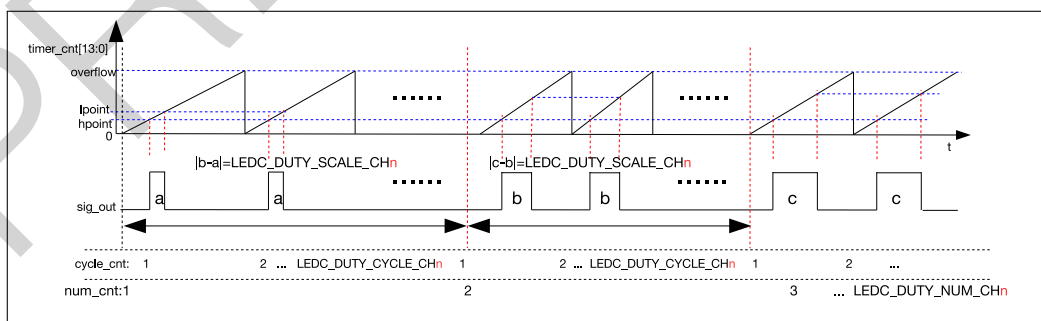 timer_cnt[13:0]
overflow
lpoint
hpoint
0
t
|b-a|=LEDC_DUTY_SCALE_CHn
|c-b|=LEDC_DUTY_SCALE_CHn
sig_out
a a b b c c
cycle_cnt: 1 2 ... LEDC_DUTY_CYCLE_CHn 1 2 ... LEDC_DUTY_CYCLE_CHn 1 2 ...
num_cnt:1 2 3 ... LEDC_DUTY_NUM_CHn